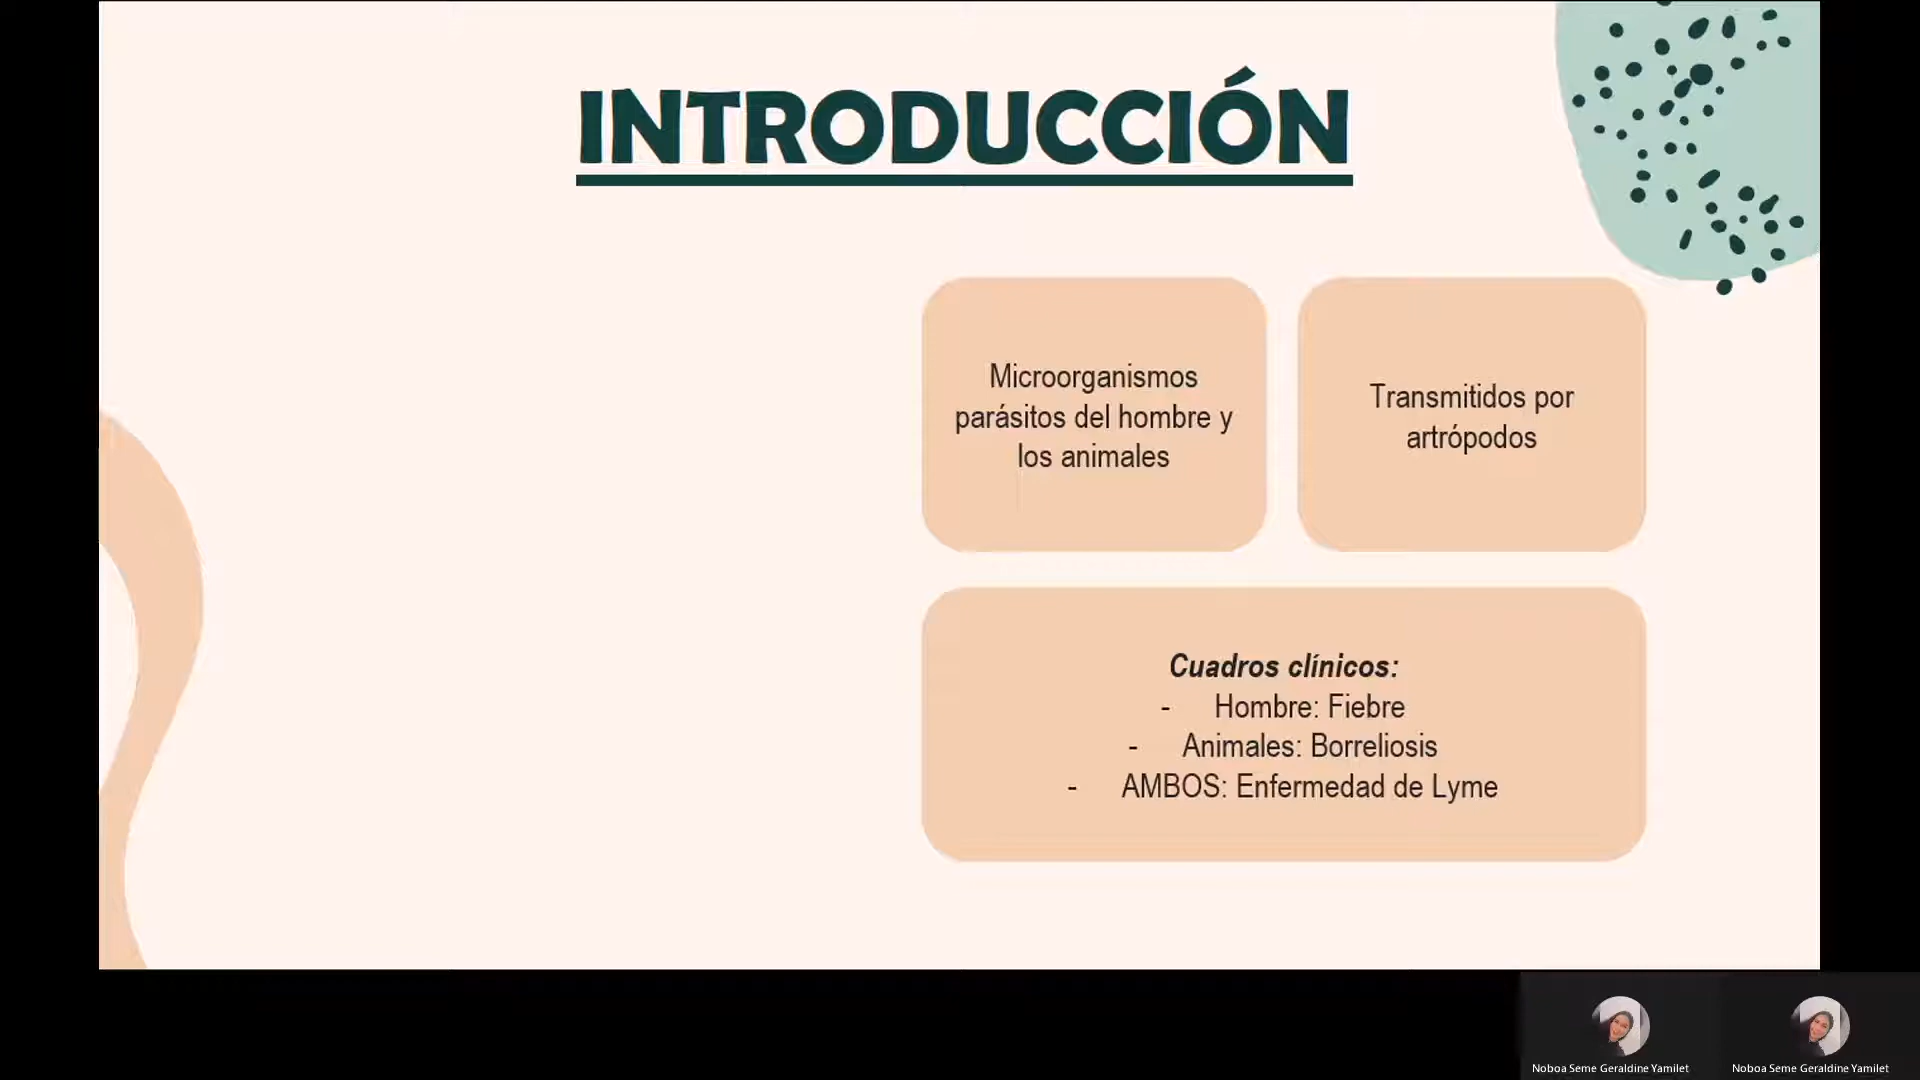 INTRODUCCIÓN
Microorganismos
parásitos del hombre y
los animales
Transmitidos por
artrópodos
Cuadros clínicos:
- Hombre: Fiebre
- Animales: Borreliosis
- AMBOS: Enfermedad de Lyme
Noboa Seme Geraldine Yamilet
Noboa Seme Geraldine Yamilet